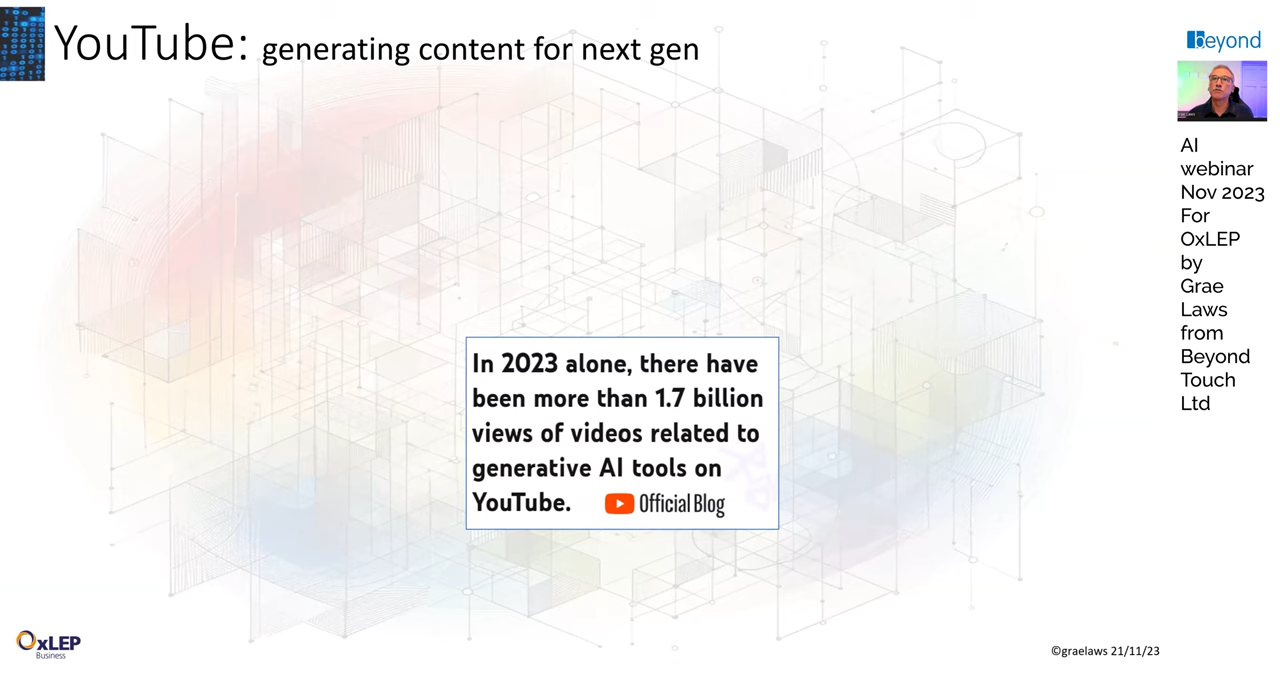 YouTube: generating content for next gen
beyond
AI
webinar
Nov 2023
For
OxLEP
by
Grae
Laws
from
Beyond
Touch
Ltd
In 2023 alone, there have
been more than 1.7 billion
views of videos related to
generative AI tools on
YouTube. Official Blog
OxLEP
Business
©graelaws 21/11/23